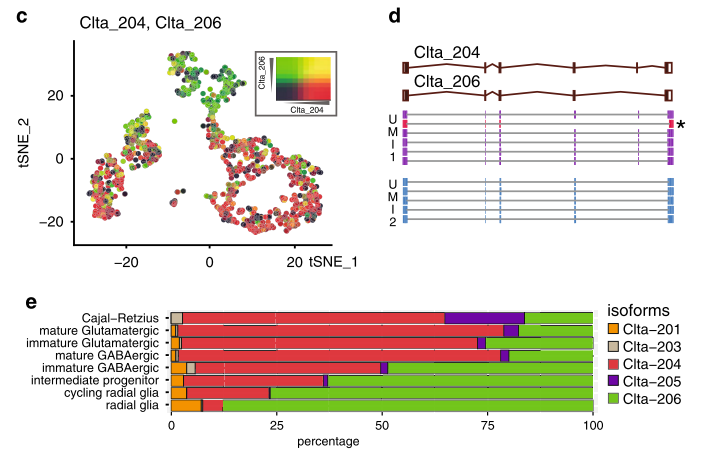 c
Clta_204, Clta_206
tSNE_2
20
0
−20
−20
0
20
tSNE_1
Clta_206
Clta_204
d
Clta_204
Clta_206
UMI1
*
UMI2
e
Cajal−Retzius
mature Glutamatergic
immature Glutamatergic
mature GABAergic
immature GABAergic
intermediate progenitor
cycling radial glia
radial glia
0
25
50
75
100
percentage
isoforms
Clta−201
Clta−203
Clta−204
Clta−205
Clta−206